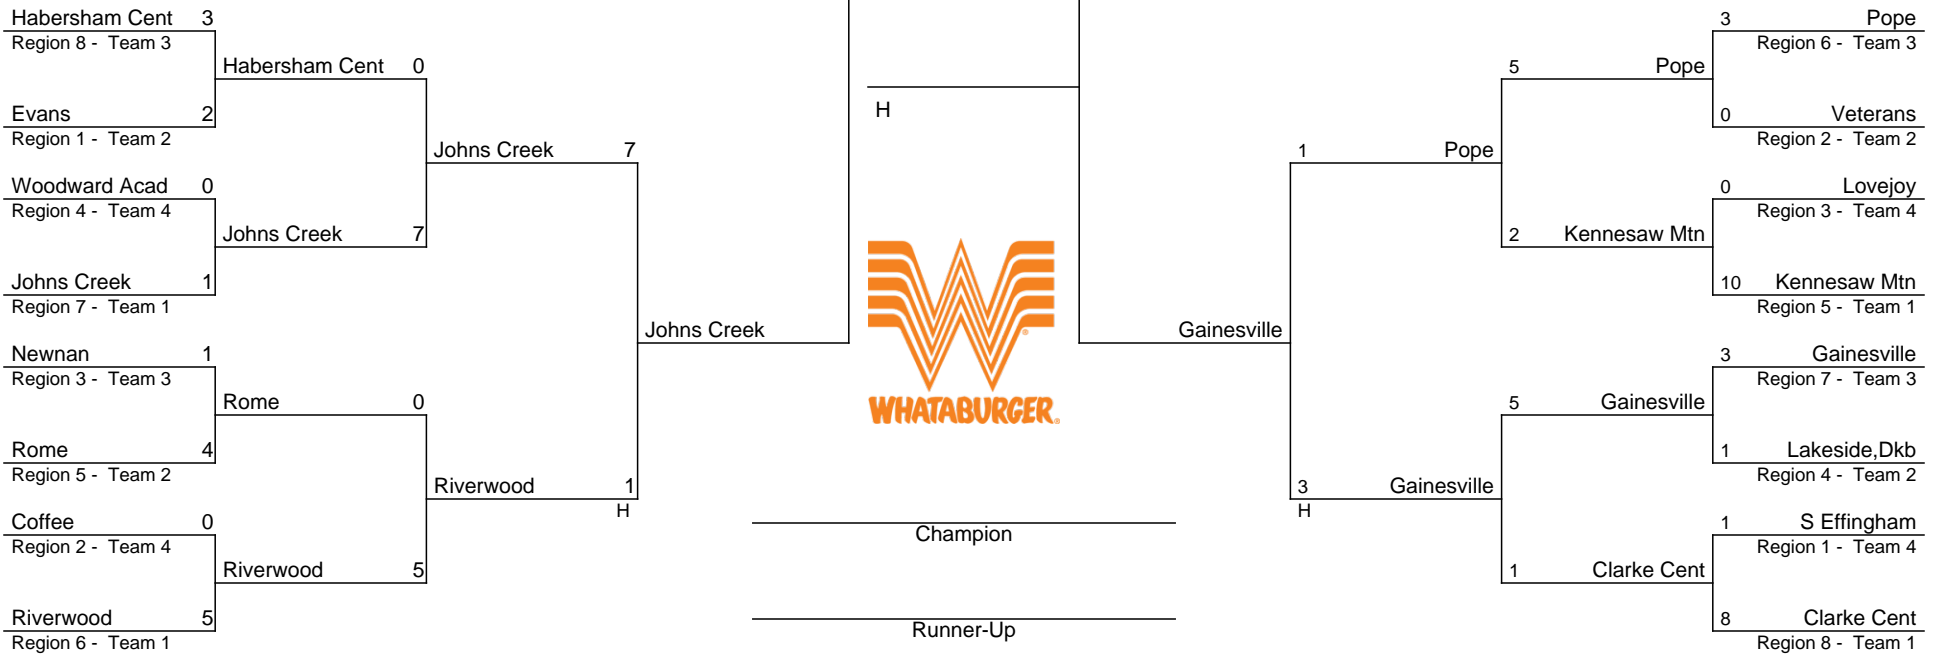 Habersham Cent 3
Region 8 - Team 3
Evans 2
Region 1 - Team 2
Woodward Acad 0
Region 4 - Team 4
Johns Creek 1
Region 7 - Team 1
Newnan 1
Region 3 - Team 3
Rome 4
Region 5 - Team 2
Coffee 0
Region 2 - Team 4
Riverwood 5
Region 6 - Team 1
Habersham Cent 0
Johns Creek 7
Rome 0
Riverwood 5
Johns Creek 7
Riverwood 1
H
Johns Creek
H
WHATABURGER®
Champion
Runner-Up
Gainesville
1 Pope
3 Gainesville
H
5 Pope
2 Kennesaw Mtn
5 Gainesville
1 Clarke Cent
3 Pope
Region 6 - Team 3
0 Veterans
Region 2 - Team 2
0 Lovejoy
Region 3 - Team 4
10 Kennesaw Mtn
Region 5 - Team 1
3 Gainesville
Region 7 - Team 3
1 Lakeside,Dkb
Region 4 - Team 2
1 S Effingham
Region 1 - Team 4
8 Clarke Cent
Region 8 - Team 1